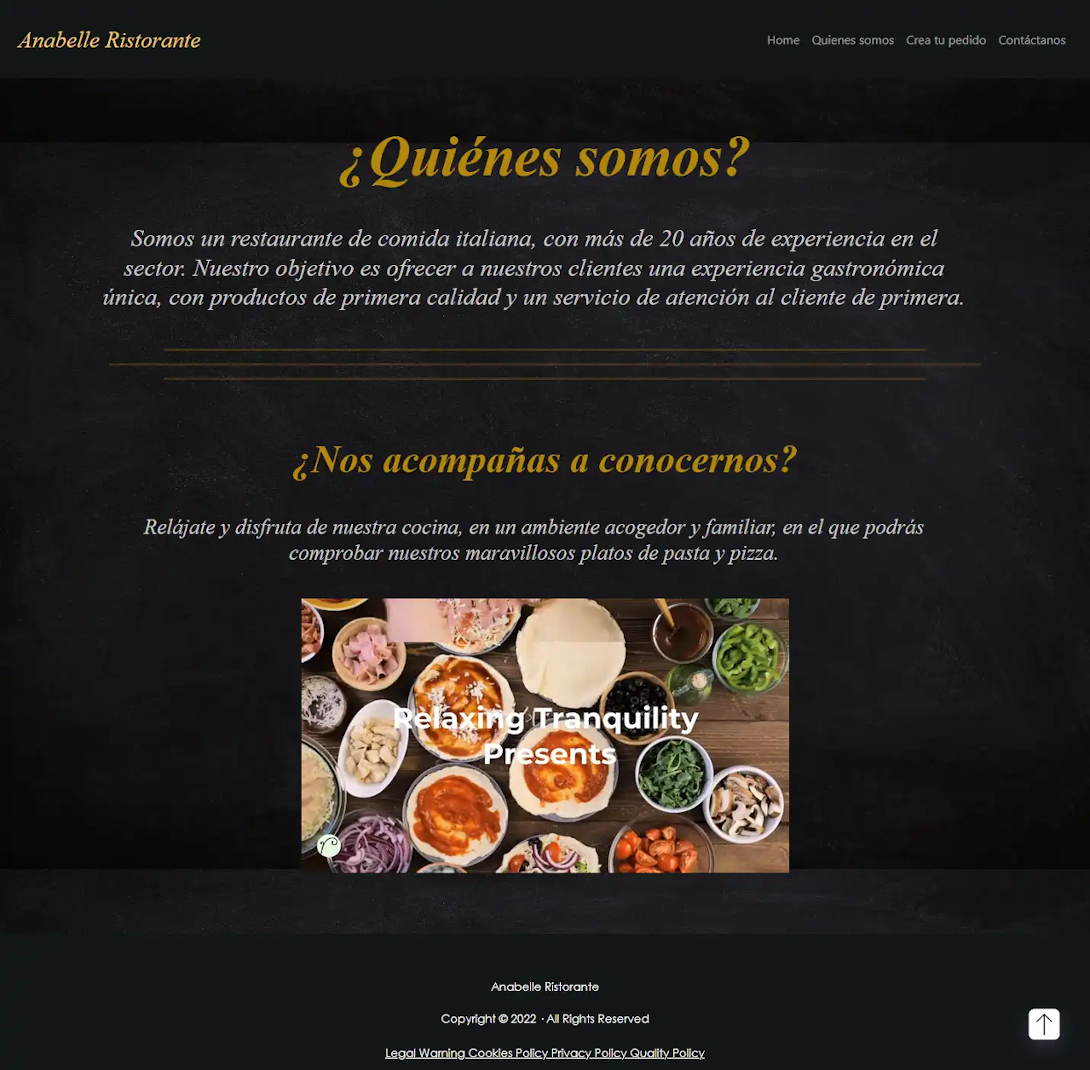 Anabelle Ristorante
Home Quienes somos Crea tu pedido Contáctanos
¿Quiénes somos?
Somos un restaurante de comida italiana, con más de 20 años de experiencia en el
sector. Nuestro objetivo es ofrecer a nuestros clientes una experiencia gastronómica
única, con productos de primera calidad y un servicio de atención al cliente de primera.
¿Nos acompañas a conocernos?
Relájate y disfruta de nuestra cocina, en un ambiente acogedor y familiar, en el que podrás
comprobar nuestros maravillosos platos de pasta y pizza.
Relaxing Tranquility
Presents
Anabelle Ristorante
Copyright © 2022 · All Rights Reserved
Legal Warning Cookies Policy Privacy Policy Quality Policy